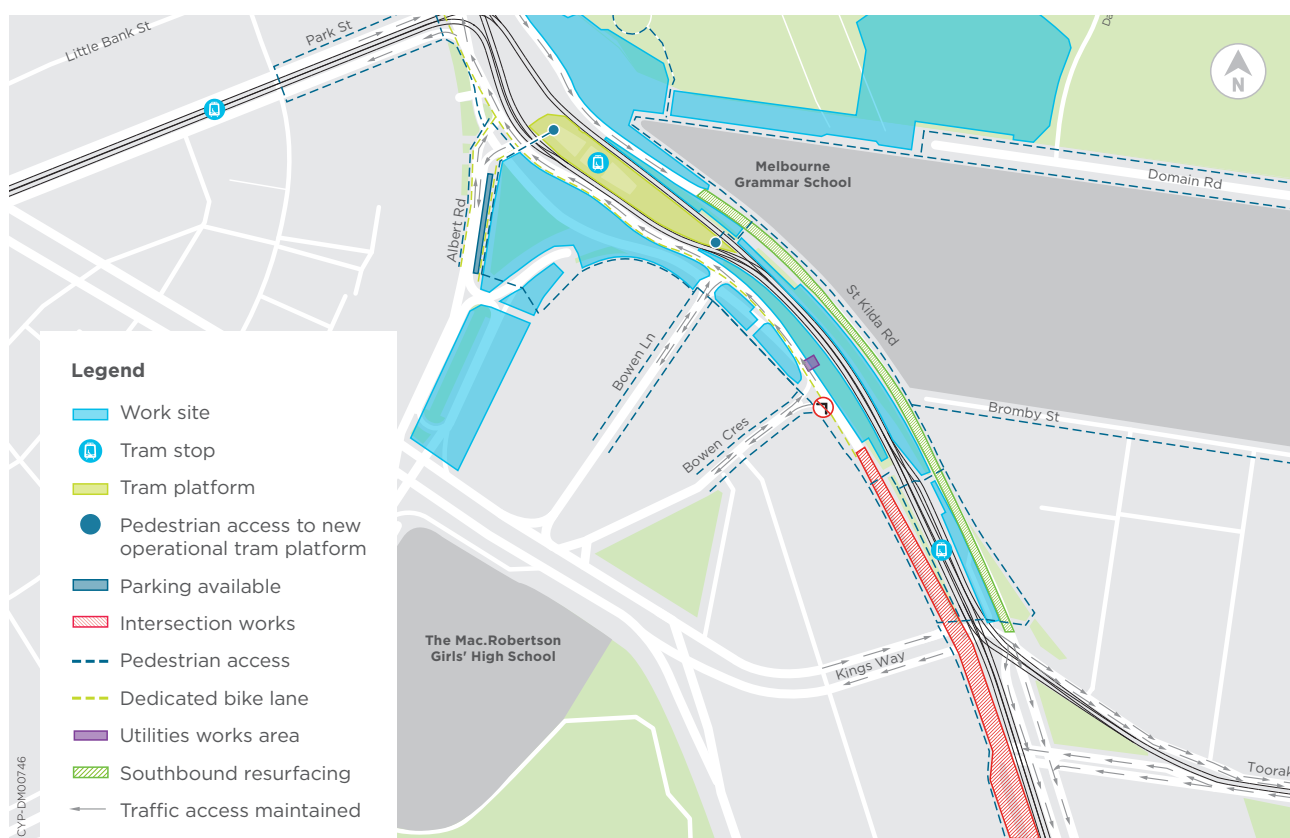 Little Bank St
Park St
N
Melbourne
Grammar School
Domain Rd
Albert Rd
St Kilda Rd
Bowen Ln
Bromby St
Bowen Cres
The Mac.Robertson
Girls' High School
Kings Way
Toorak
Legend
Work site
Tram stop
Tram platform
Pedestrian access to new
operational tram platform
Parking available
Intersection works
Pedestrian access
Dedicated bike lane
Utilities works area
Southbound resurfacing
Traffic access maintained
CYP-DM00746